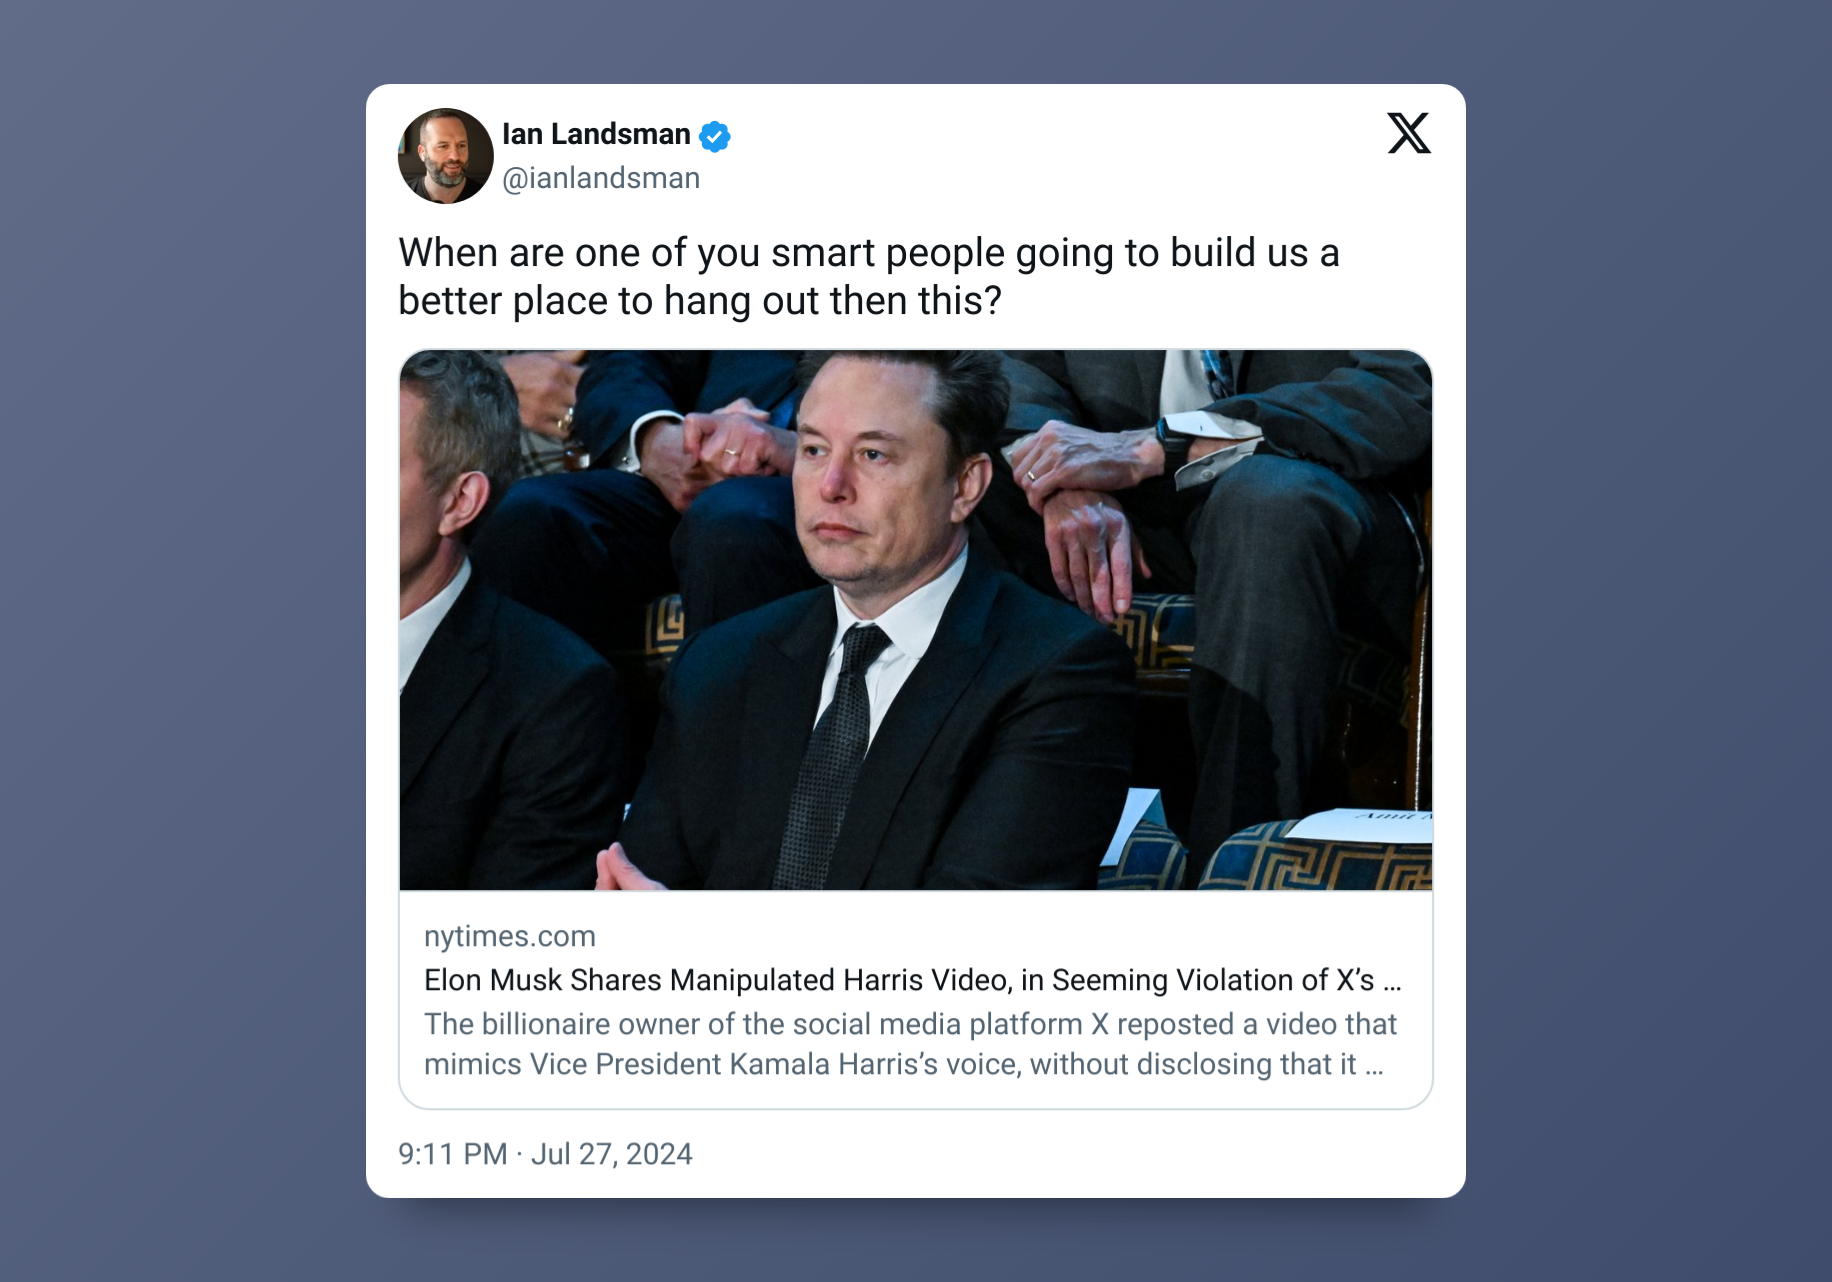 Ian Landsman
@ianlandsman
When are one of you smart people going to build us a
better place to hang out then this?
nytimes.com
Elon Musk Shares Manipulated Harris Video, in Seeming Violation of X’s ...
The billionaire owner of the social media platform X reposted a video that
mimics Vice President Kamala Harris’s voice, without disclosing that it ...
9:11 PM · Jul 27, 2024